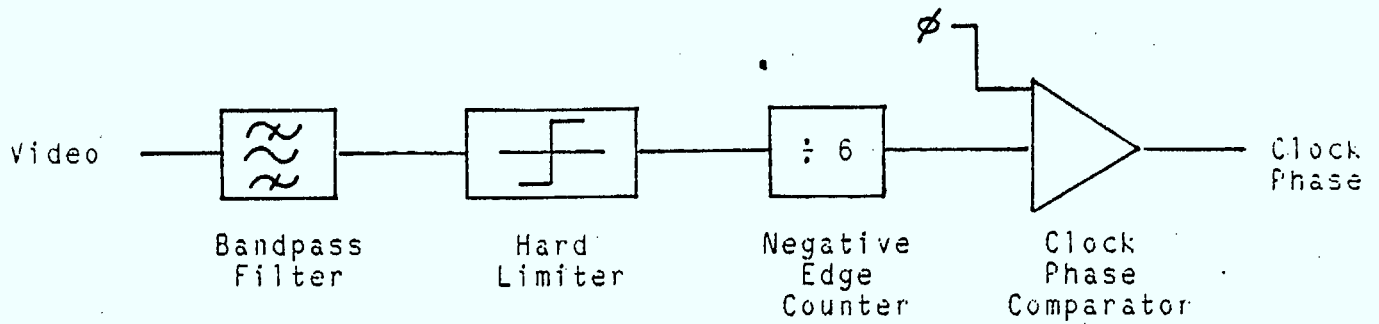 ϕ
Video
÷ 6
Clock
Phase
Bandpass
Filter
Hard
Limiter
Negative
Edge
Counter
Clock
Phase
Comparator